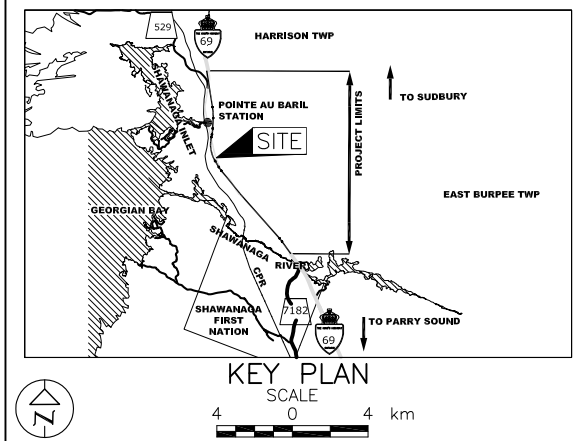 529
69
HARRISON TWP
TO SUDBURY
SHAWANAGA INLET
POINTE AU BARIL
STATION
SITE
PROJECT LIMITS
EAST BURPEE TWP
GEORGIAN BAY
SHAWANAGA
RIVER
CPR
SHAWANAGA
FIRST
NATION
7182
TO PARRY SOUND
69
KEY PLAN
SCALE
4 0 4 km
N